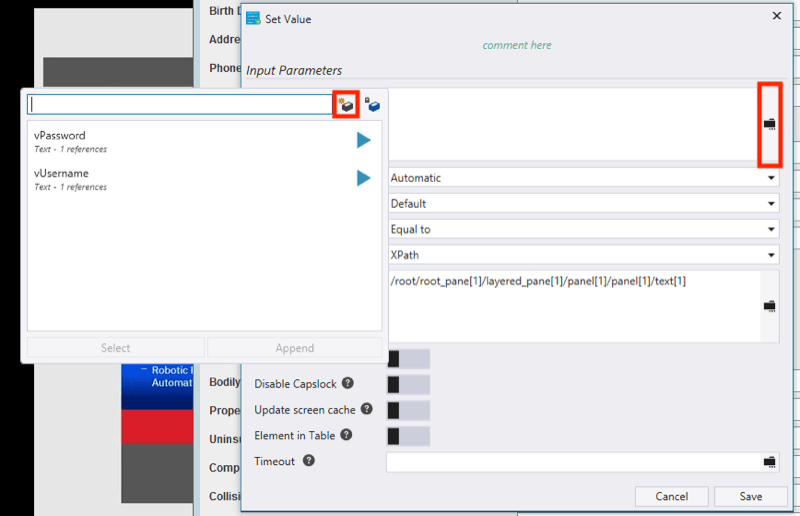 Birth D
Set Value
Addre
comment here
Phone
Input Parameters
vPassword
Text - 1 references
vUsername
Text - 1 references
Automatic
Default
Equal to
XPath
/root/root_pane[1]/layered_pane[1]/panel[1]/panel[1]/text[1]
Select
Append
Robotic
Automat
Bodily
Disable Capslock ?
Prope
Update screen cache ?
Uninsu
Element in Table ?
Comp
Timeout ?
Collisi
Cancel
Save